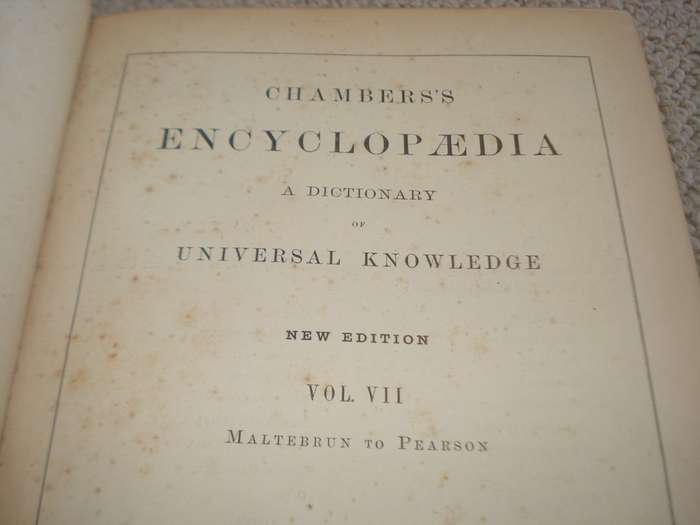 CHAMBERS'S
ENCYCLOPÆDIA
A DICTIONARY
OF
UNIVERSAL KNOWLEDGE
NEW EDITION
VOL. VII
MALTEBRUN TO PEARSON